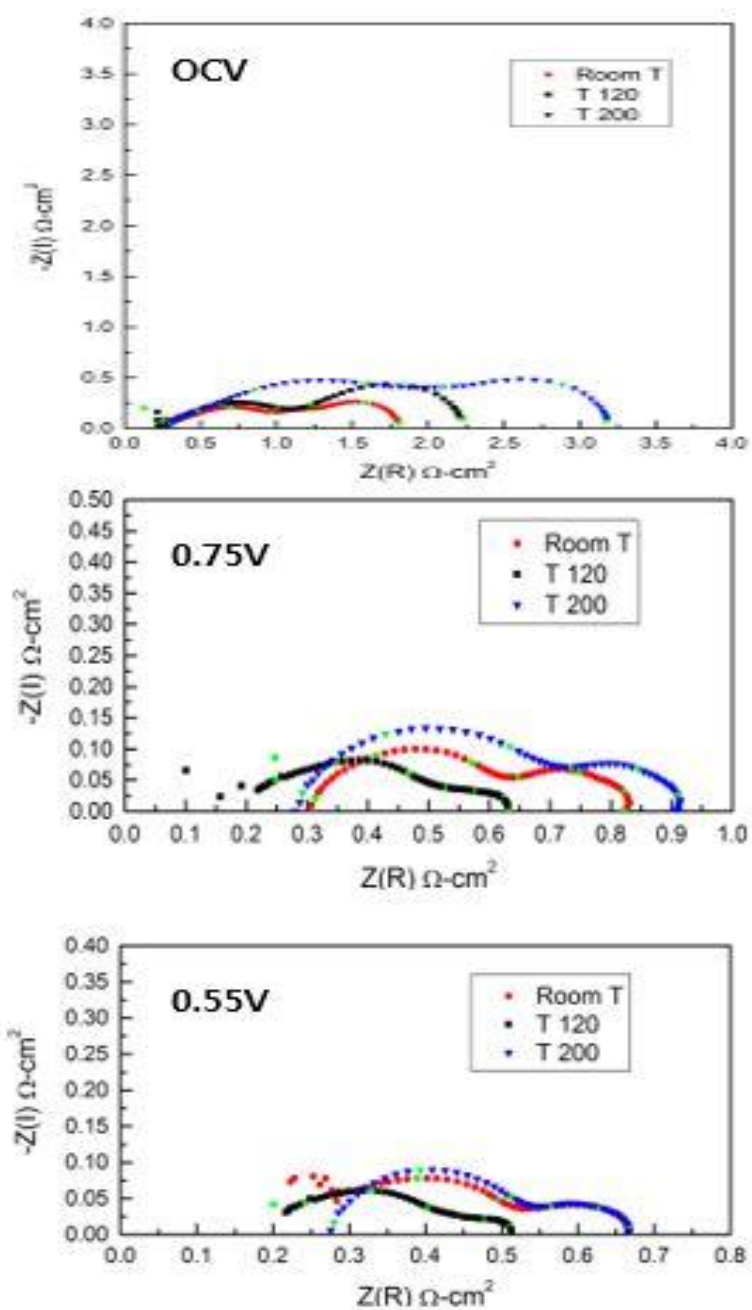 4.0
3.5
3.0
2.5
2.0
1.5
1.0
0.5
0.0
-Z(I) Ω-cm²
OCV
Room T
T 120
T 200
0.0 0.5 1.0 1.5 2.0 2.5 3.0 3.5 4.0
Z(R) Ω-cm²
0.50
0.45
0.40
0.35
0.30
0.25
0.20
0.15
0.10
0.05
0.00
-Z(I) Ω-cm²
0.75V
Room T
T 120
T 200
0.0 0.1 0.2 0.3 0.4 0.5 0.6 0.7 0.8 0.9 1.0
Z(R) Ω-cm²
0.40
0.35
0.30
0.25
0.20
0.15
0.10
0.05
0.00
-Z(I) Ω-cm²
0.55V
Room T
T 120
T 200
0.0 0.1 0.2 0.3 0.4 0.5 0.6 0.7 0.8
Z(R) Ω-cm²